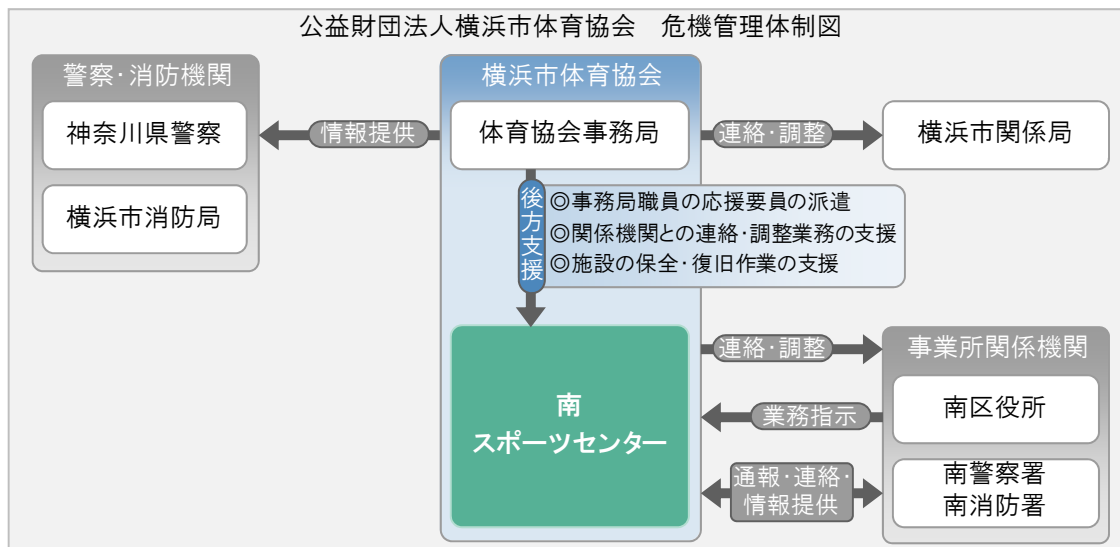 公益財団法人横浜市体育協会　危機管理体制図
警察・消防機関
神奈川県警察
横浜市消防局
情報提供
横浜市体育協会
体育協会事務局
連絡・調整
横浜市関係局
後方支援
◎事務局職員の応援要員の派遣
◎関係機関との連絡・調整業務の支援
◎施設の保全・復旧作業の支援
南
スポーツセンター
連絡・調整
業務指示
通報・連絡・
情報提供
事業所関係機関
南区役所
南警察署
南消防署